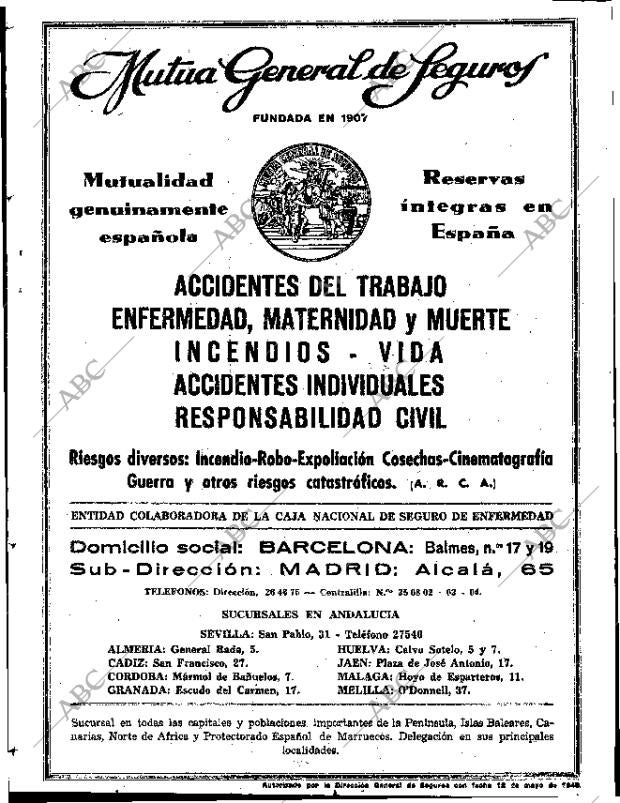 Mutua General de Seguros
FUNDADA EN 1907
Mutualidad
genuinamente
española
Reservas
íntegras en
España
ACCIDENTES DEL TRABAJO
ENFERMEDAD, MATERNIDAD y MUERTE
INCENDIOS - VIDA
ACCIDENTES INDIVIDUALES
RESPONSABILIDAD CIVIL
Riesgos diversos: Incendio-Robo-Expoliación Cosechas-Cinematografía
Guerra y otros riesgos catastróficos. (A. R. C. A.)
ENTIDAD COLABORADORA DE LA CAJA NACIONAL DE SEGURO DE ENFERMEDAD
Domicilio social: BARCELONA: Balmes, n.os 17 y 19
Sub-Dirección: MADRID: Alcalá, 65
TELEFONOS: Dirección, 26 46 75 — Centralilla: N.os 25 68 02 - 03 - 04.
SUCURSALES EN ANDALUCIA
SEVILLA: San Pablo, 31 - Teléfono 27540
ALMERIA: General Rada, 5.
CADIZ: San Francisco, 27.
CORDOBA: Mármol de Bañuelos, 7.
GRANADA: Escudo del Carmen, 17.
HUELVA: Calvo Sotelo, 5 y 7.
JAEN: Plaza de José Antonio, 17.
MALAGA: Hoyo de Esparteros, 11.
MELILLA: O'Donnell, 37.
Sucursal en todas las capitales y poblaciones importantes de la Península, Islas Baleares, Ca-
narias, Norte de Africa y Protectorado Español de Marruecos. Delegación en sus principales
localidades.
Autorizado por la Dirección General de Seguros con fecha 12 de mayo de